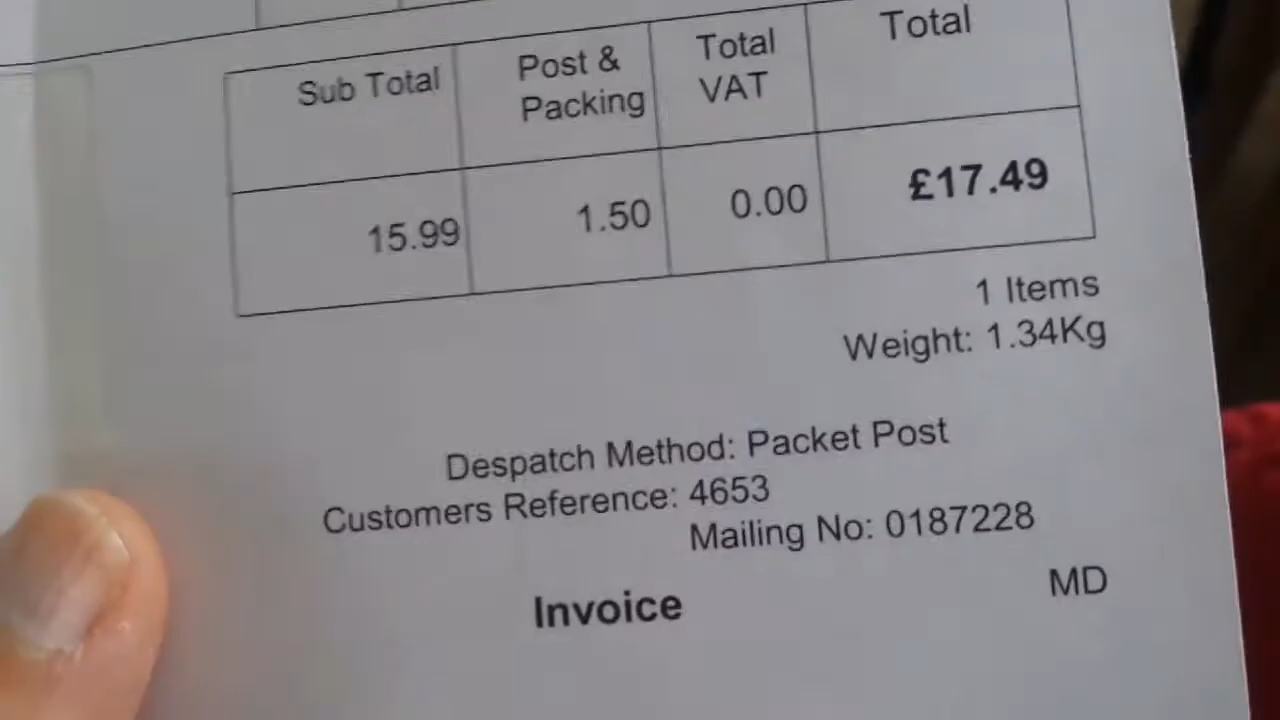 Sub Total Post & Packing Total VAT Total
15.99 1.50 0.00 £17.49
1 Items
Weight: 1.34Kg
Despatch Method: Packet Post
Customers Reference: 4653
Mailing No: 0187228
Invoice MD